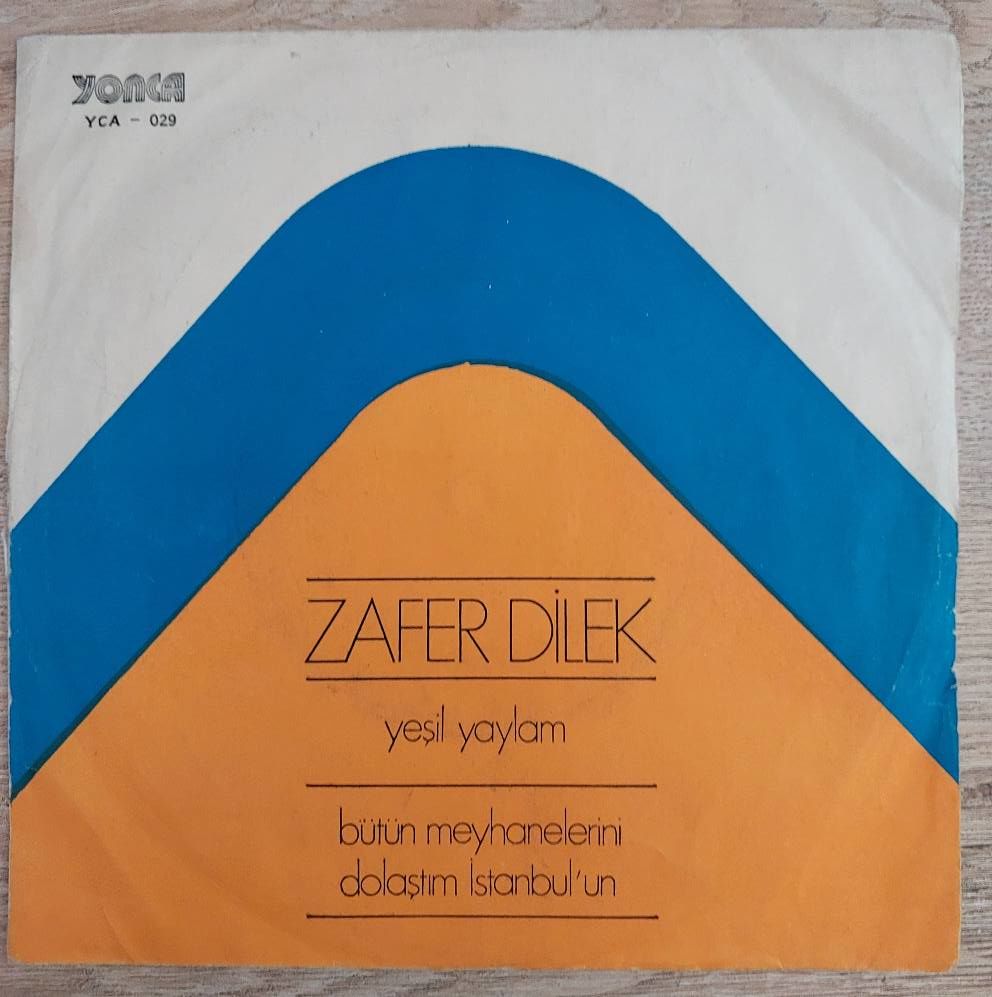 yonca
YCA - 029
ZAFER DİLEK
yeşil yaylam
bütün meyhanelerini
dolaştım İstanbul'un